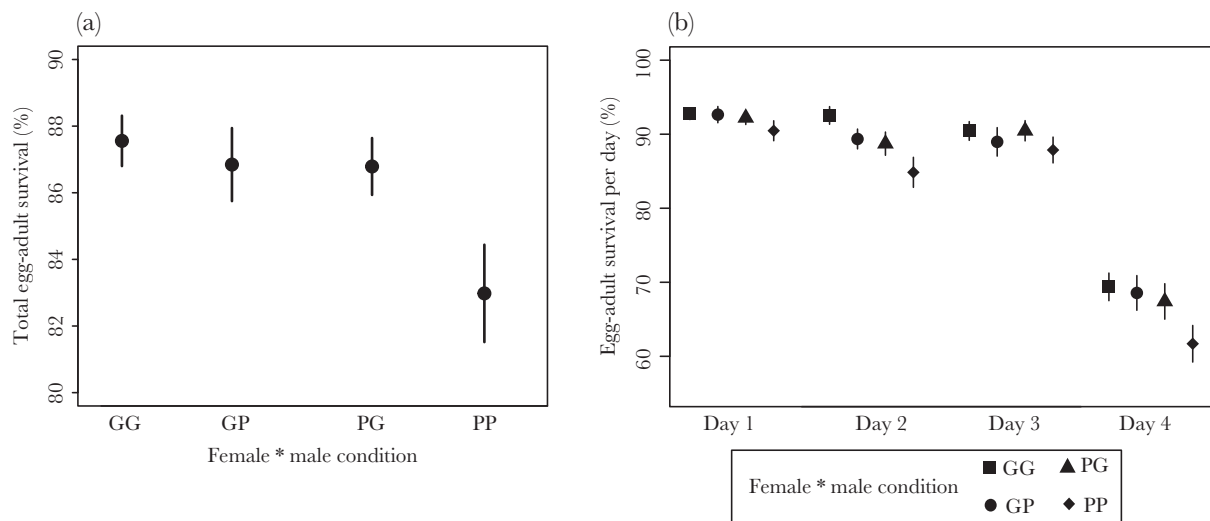 (a)
Total egg-adult survival (%)
90
88
86
84
82
80
GG GP PG PP
Female * male condition
(b)
Egg-adult survival per day (%)
100
90
80
70
60
Day 1 Day 2 Day 3 Day 4
Female * male condition
GG PG
GP PP